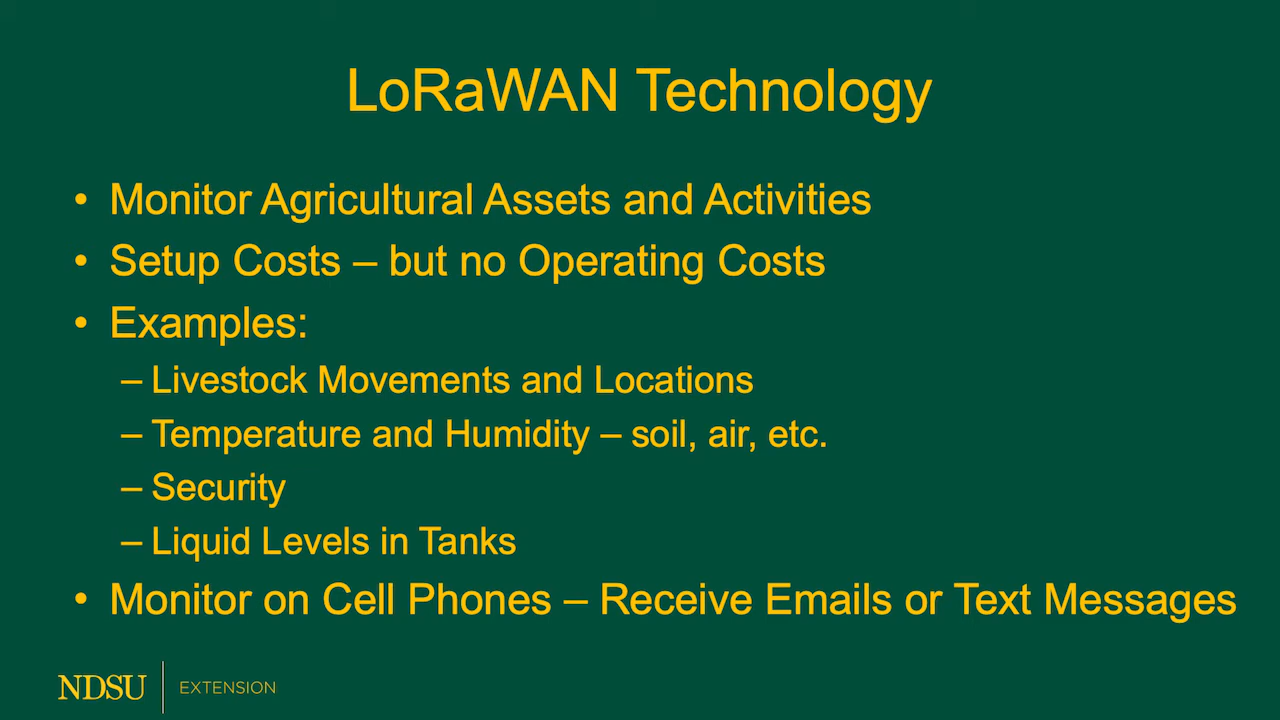 LoRaWAN Technology
• Monitor Agricultural Assets and Activities
• Setup Costs – but no Operating Costs
• Examples:
– Livestock Movements and Locations
– Temperature and Humidity – soil, air, etc.
– Security
– Liquid Levels in Tanks
• Monitor on Cell Phones – Receive Emails or Text Messages
NDSU EXTENSION